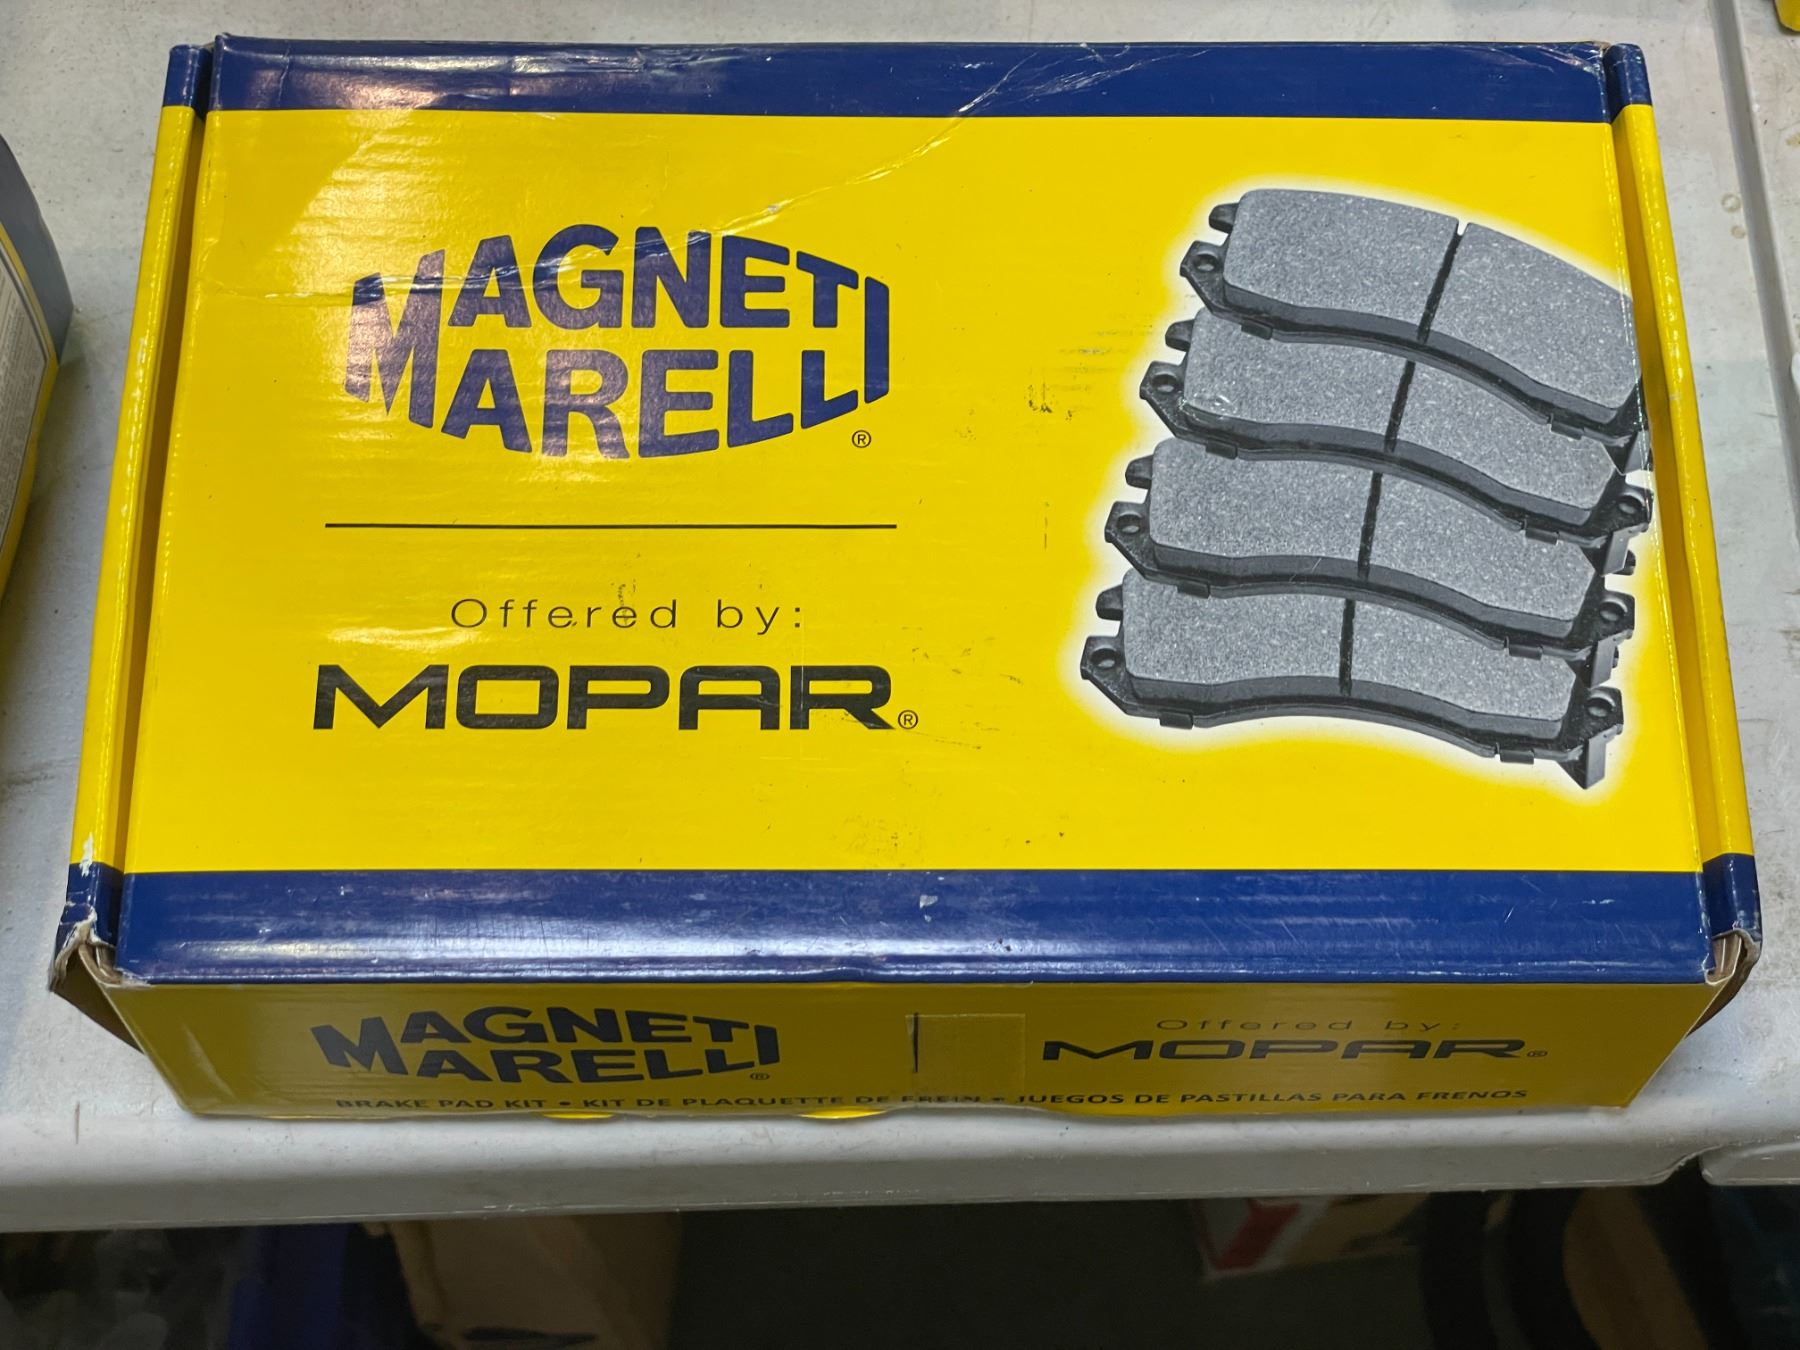 MAGNETI
MARELLI®
Offered by:
MOPAR®
MAGNETI
MARELLI®
Offered by:
MOPAR®
BRAKE PAD KIT • KIT DE PLAQUETTE DE FREIN • JUEGOS DE PASTILLAS PARA FRENOS